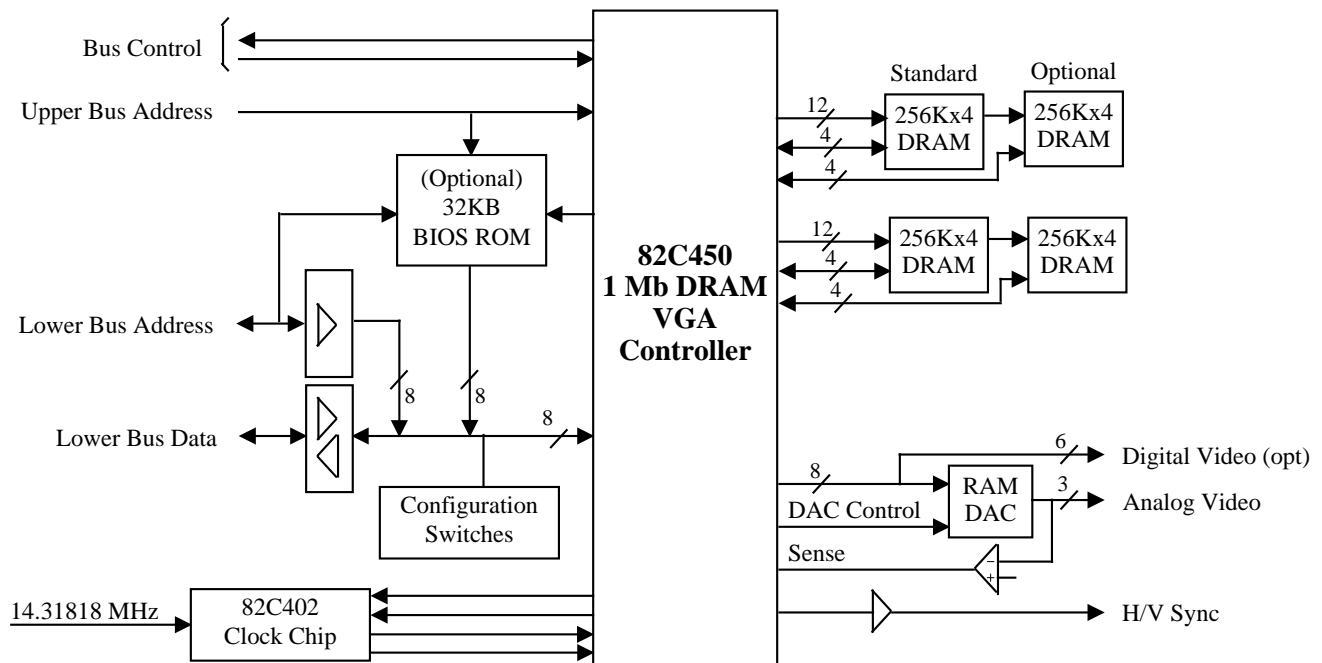 Bus Control
Upper Bus Address
(Optional)
32KB
BIOS ROM
Lower Bus Address
8
8
8
Lower Bus Data
Configuration
Switches
14.31818 MHz
82C402
Clock Chip
82C450
1 Mb DRAM
VGA
Controller
Standard
Optional
12
4
4
256Kx4
DRAM
256Kx4
DRAM
12
4
4
256Kx4
DRAM
256Kx4
DRAM
8
6
Digital Video (opt)
RAM
DAC
3
Analog Video
DAC Control
Sense
−
+
H/V Sync